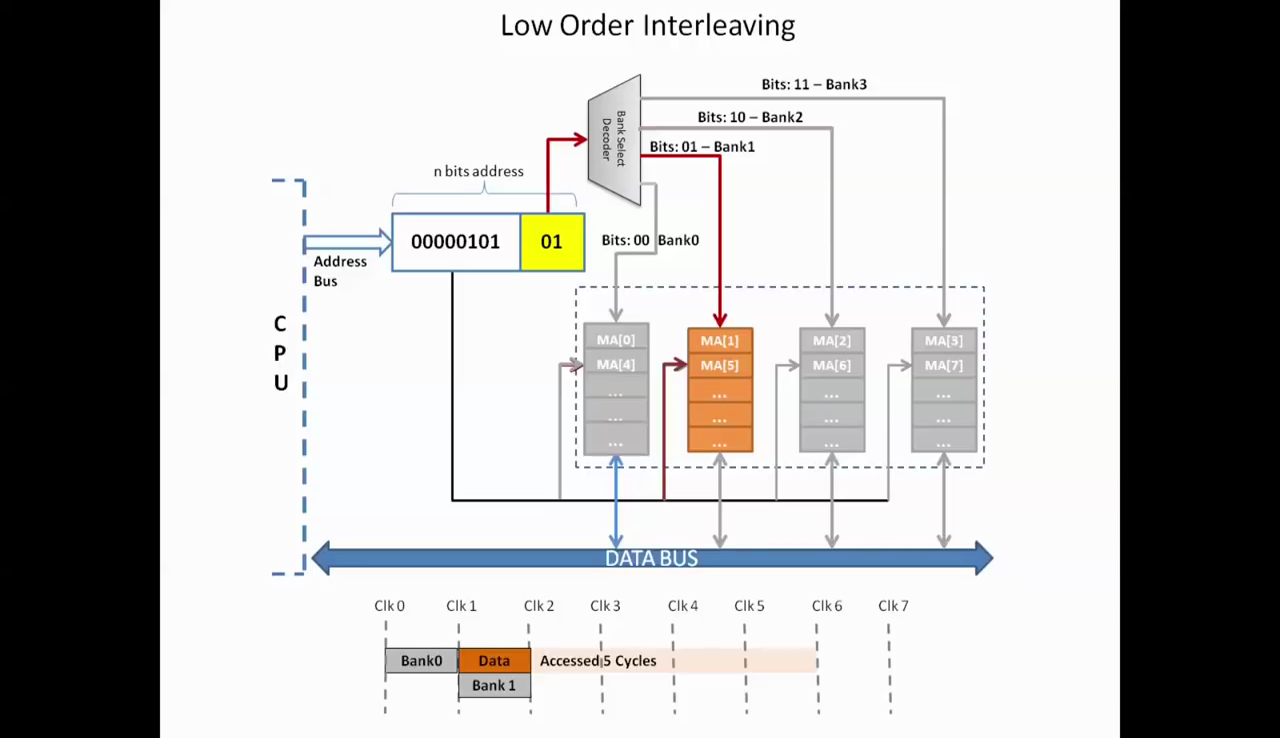 Low Order Interleaving
Bits: 11 – Bank3
Bits: 10 – Bank2
Bits: 01 – Bank1
Bank Select
Decoder
n bits address
00000101
01
Bits: 00
Bank0
Address
Bus
C
P
U
MA[0]
MA[4]
...
...
...
MA[1]
MA[5]
...
...
...
MA[2]
MA[6]
...
...
...
MA[3]
MA[7]
...
...
...
DATA BUS
Clk 0
Clk 1
Clk 2
Clk 3
Clk 4
Clk 5
Clk 6
Clk 7
Bank0
Data
Accessed 5 Cycles
Bank 1